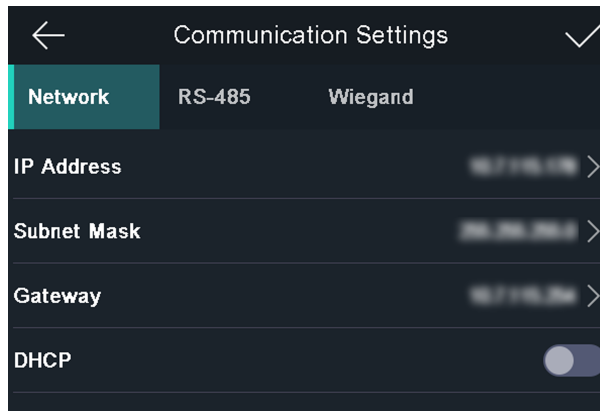 Communication Settings
Network RS-485 Wiegand
IP Address
Subnet Mask
Gateway
DHCP